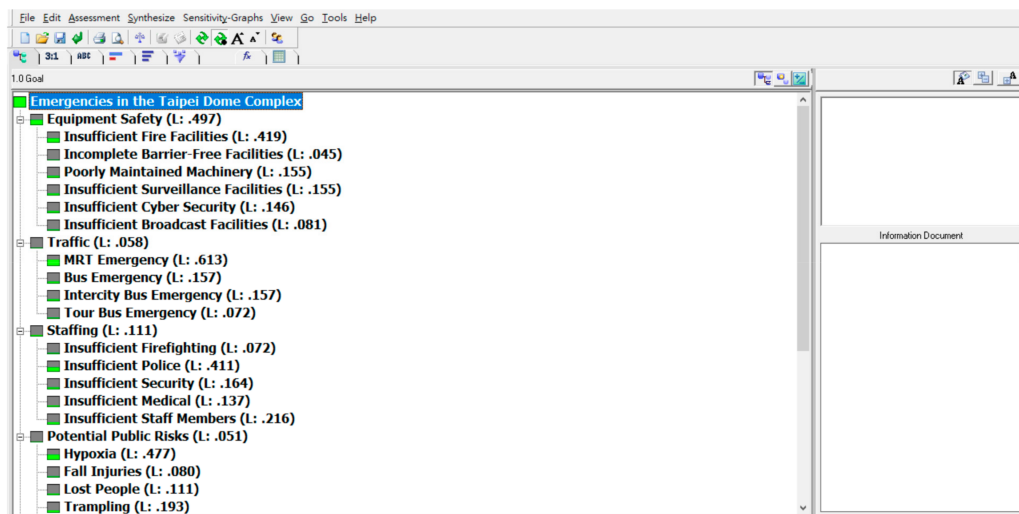 File Edit Assessment Synthesize Sensitivity-Graphs View Go Tools Help
3:1 ABC
1.0 Goal
Emergencies in the Taipei Dome Complex
Equipment Safety (L: .497)
Insufficient Fire Facilities (L: .419)
Incomplete Barrier-Free Facilities (L: .045)
Poorly Maintained Machinery (L: .155)
Insufficient Surveillance Facilities (L: .155)
Insufficient Cyber Security (L: .146)
Insufficient Broadcast Facilities (L: .081)
Traffic (L: .058)
MRT Emergency (L: .613)
Bus Emergency (L: .157)
Intercity Bus Emergency (L: .157)
Tour Bus Emergency (L: .072)
Staffing (L: .111)
Insufficient Firefighting (L: .072)
Insufficient Police (L: .411)
Insufficient Security (L: .164)
Insufficient Medical (L: .137)
Insufficient Staff Members (L: .216)
Potential Public Risks (L: .051)
Hypoxia (L: .477)
Fall Injuries (L: .080)
Lost People (L: .111)
Trampling (L: .193)
Information Document